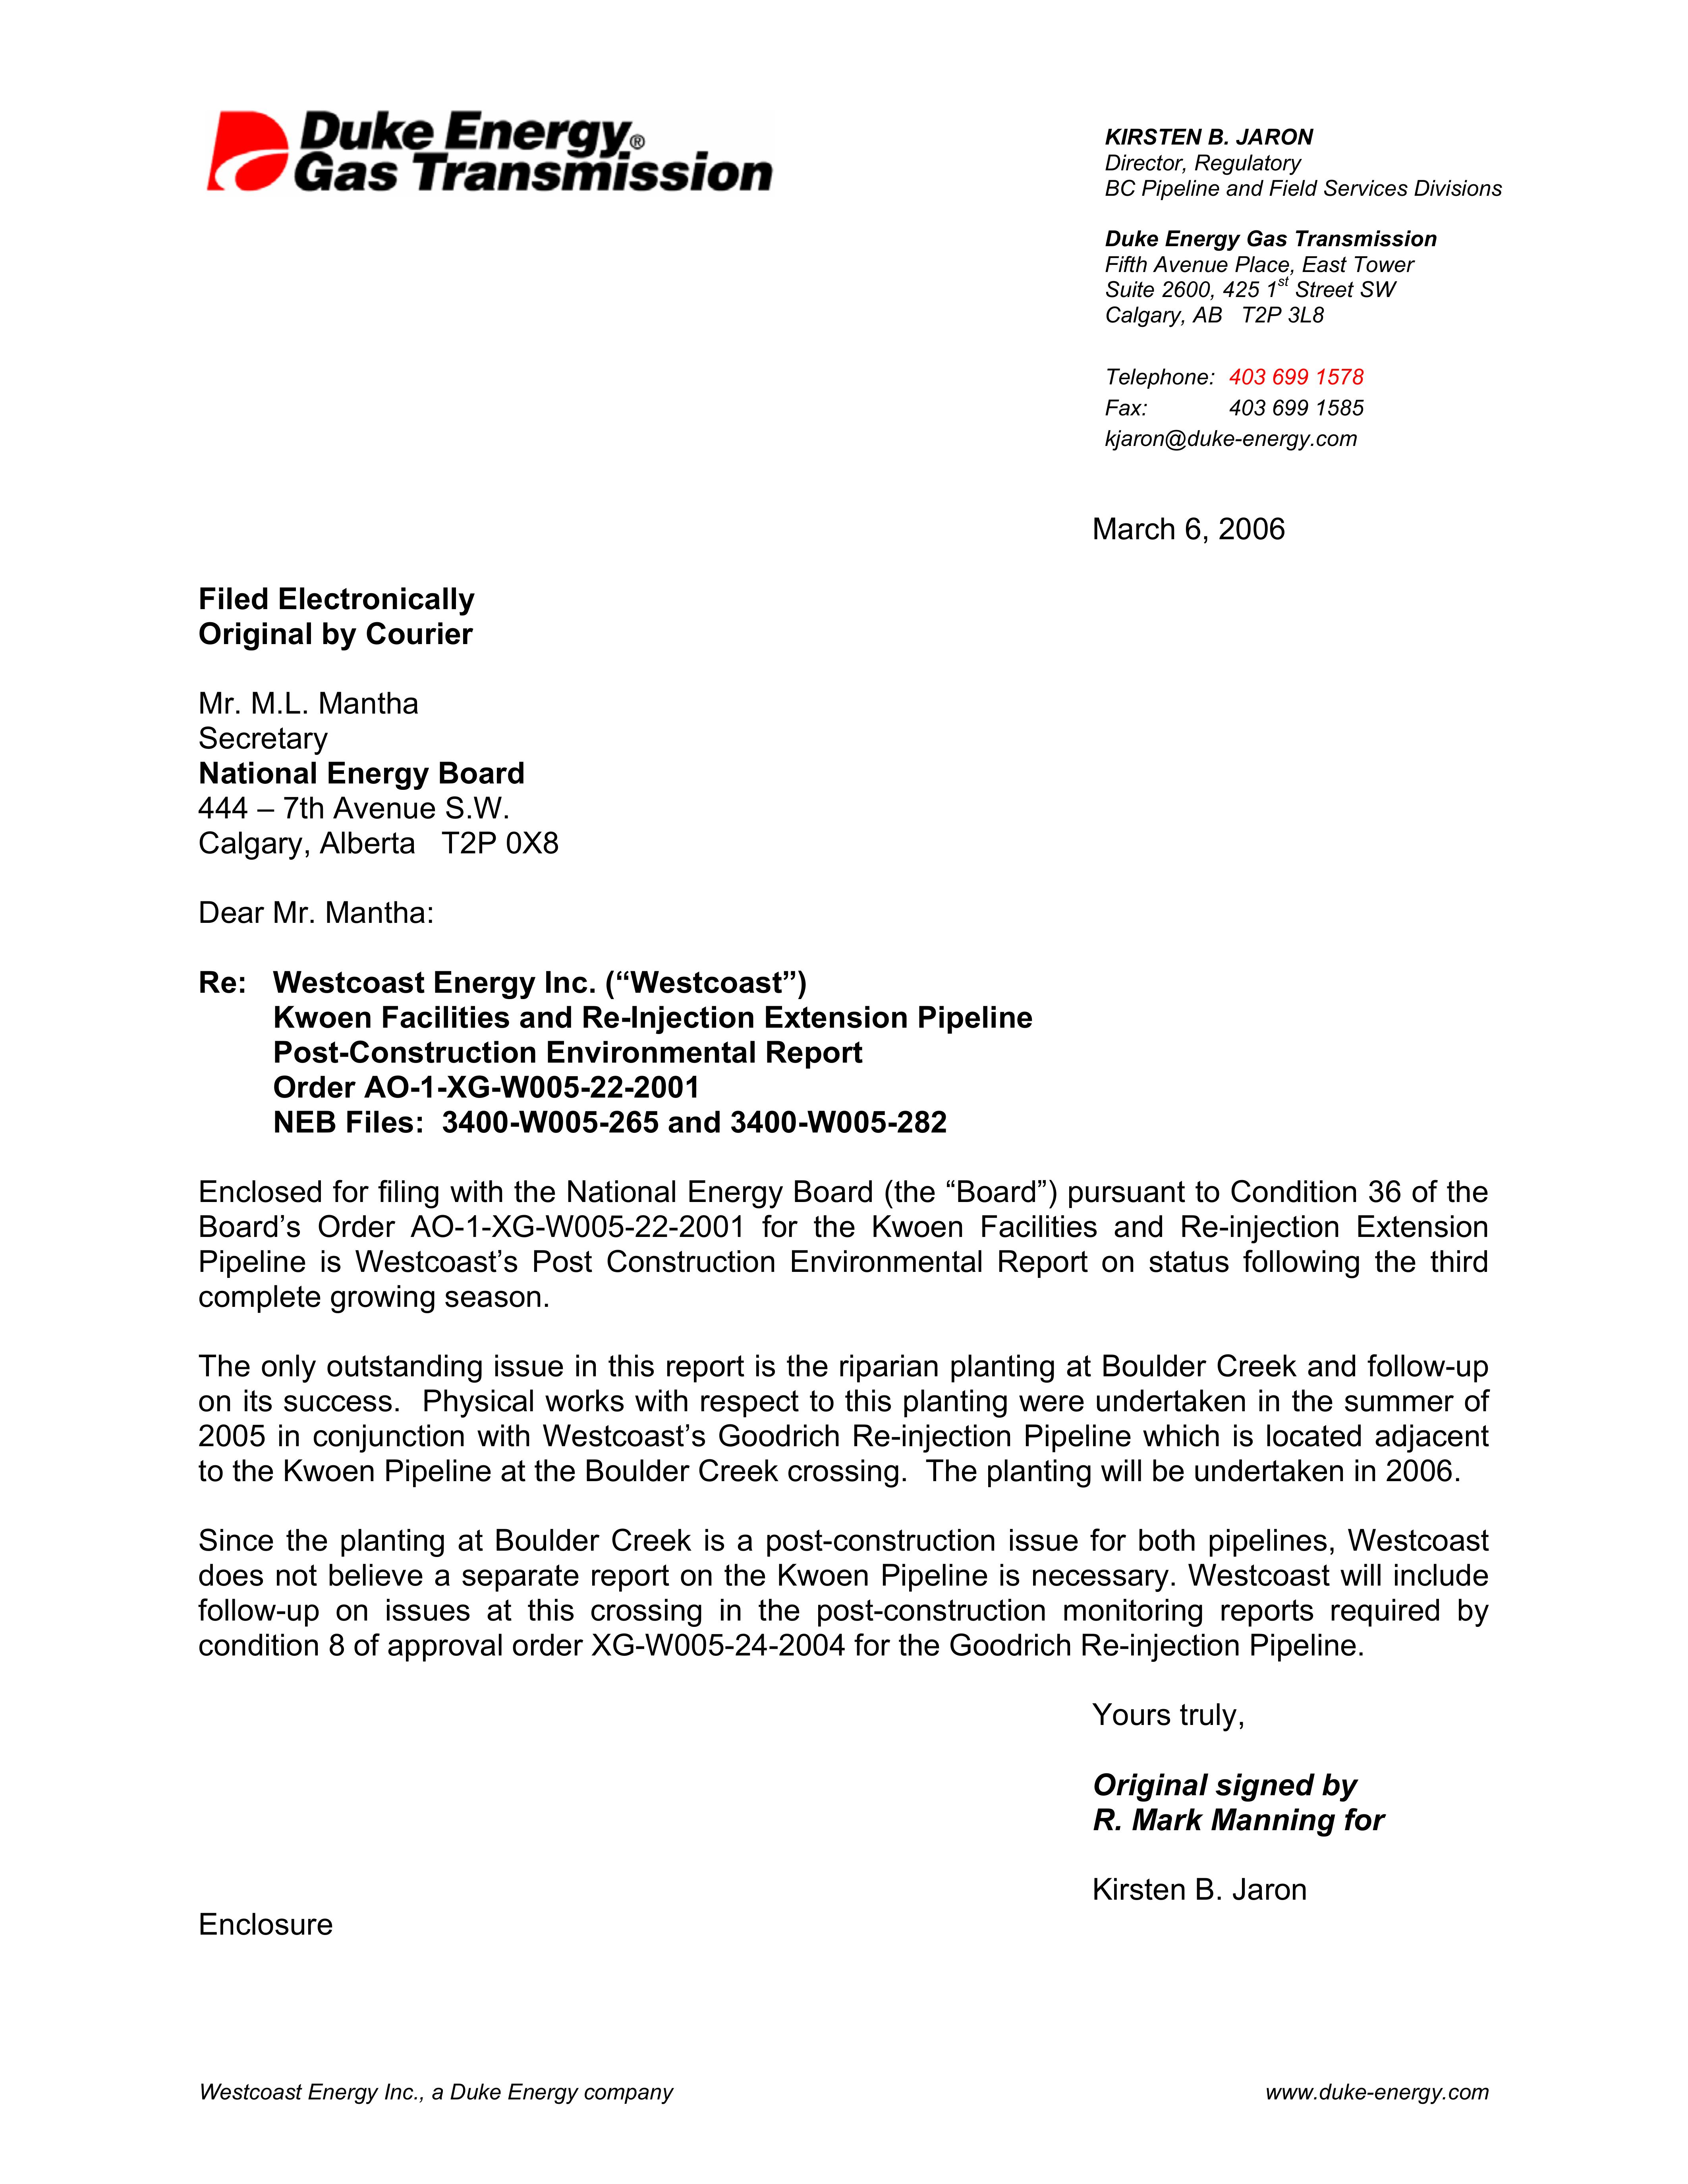 Duke Energy®
Gas Transmission
KIRSTEN B. JARON
Director, Regulatory
BC Pipeline and Field Services Divisions
Duke Energy Gas Transmission
Fifth Avenue Place, East Tower
Suite 2600, 425 1st Street SW
Calgary, AB T2P 3L8
Telephone: 403 699 1578
Fax: 403 699 1585
kjaron@duke-energy.com
March 6, 2006
Filed Electronically
Original by Courier
Mr. M.L. Mantha
Secretary
National Energy Board
444 – 7th Avenue S.W.
Calgary, Alberta T2P 0X8
Dear Mr. Mantha:
Re: Westcoast Energy Inc. (“Westcoast”)
Kwoen Facilities and Re-Injection Extension Pipeline
Post-Construction Environmental Report
Order AO-1-XG-W005-22-2001
NEB Files: 3400-W005-265 and 3400-W005-282
Enclosed for filing with the National Energy Board (the “Board”) pursuant to Condition 36 of the
Board’s Order AO-1-XG-W005-22-2001 for the Kwoen Facilities and Re-injection Extension
Pipeline is Westcoast’s Post Construction Environmental Report on status following the third
complete growing season.
The only outstanding issue in this report is the riparian planting at Boulder Creek and follow-up
on its success. Physical works with respect to this planting were undertaken in the summer of
2005 in conjunction with Westcoast’s Goodrich Re-injection Pipeline which is located adjacent
to the Kwoen Pipeline at the Boulder Creek crossing. The planting will be undertaken in 2006.
Since the planting at Boulder Creek is a post-construction issue for both pipelines, Westcoast
does not believe a separate report on the Kwoen Pipeline is necessary. Westcoast will include
follow-up on issues at this crossing in the post-construction monitoring reports required by
condition 8 of approval order XG-W005-24-2004 for the Goodrich Re-injection Pipeline.
Yours truly,
Original signed by
R. Mark Manning for
Kirsten B. Jaron
Enclosure
Westcoast Energy Inc., a Duke Energy company
www.duke-energy.com